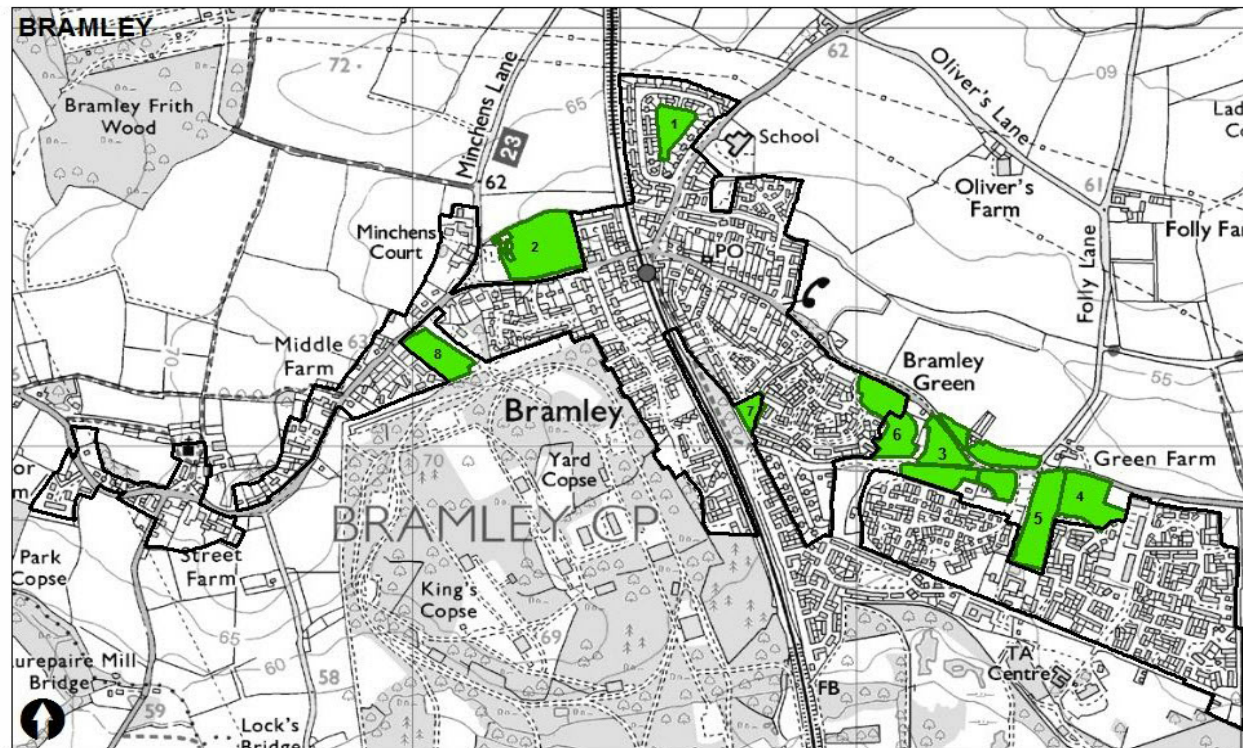 BRAMLEY
72
65
62
Oliver's Lane
60
Bramley Frith
Wood
Minchens Lane
23
1
School
62
Oliver's
Farm
61
Folly Lane
Minchens
Court
2
PO
Middle
Farm
63
8
70
Bramley
Bramley
Green
55
7
6
3
Green Farm
4
5
71
70
Yard
Copse
BRAMLEY CP
Park
Copse
Street
Farm
King's
Copse
69
65
60
58
59
Mill
Bridge
Lock's
Bridge
TA
Centre
FB